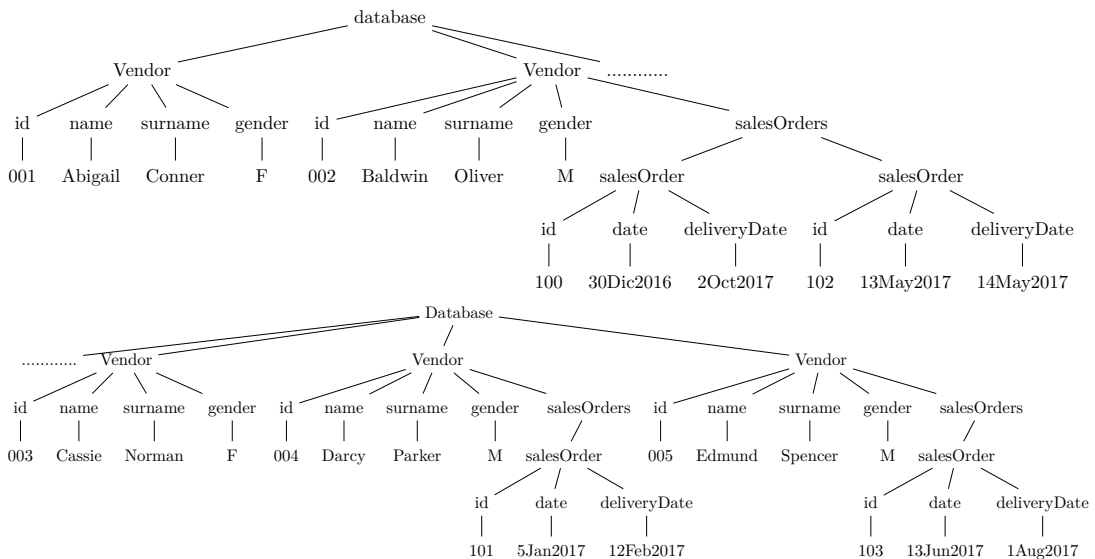 database
Vendor Vendor ............
id name surname gender id name surname gender salesOrders
001 Abigail Conner F 002 Baldwin Oliver M salesOrder salesOrder
id date deliveryDate id date deliveryDate
100 30Dic2016 2Oct2017 102 13May2017 14May2017
Database
............ Vendor Vendor Vendor
id name surname gender id name surname gender salesOrders id name surname gender salesOrders
003 Cassie Norman F 004 Darcy Parker M salesOrder 005 Edmund Spencer M salesOrder
id date deliveryDate id date deliveryDate
101 5Jan2017 12Feb2017 103 13Jun2017 1Aug2017